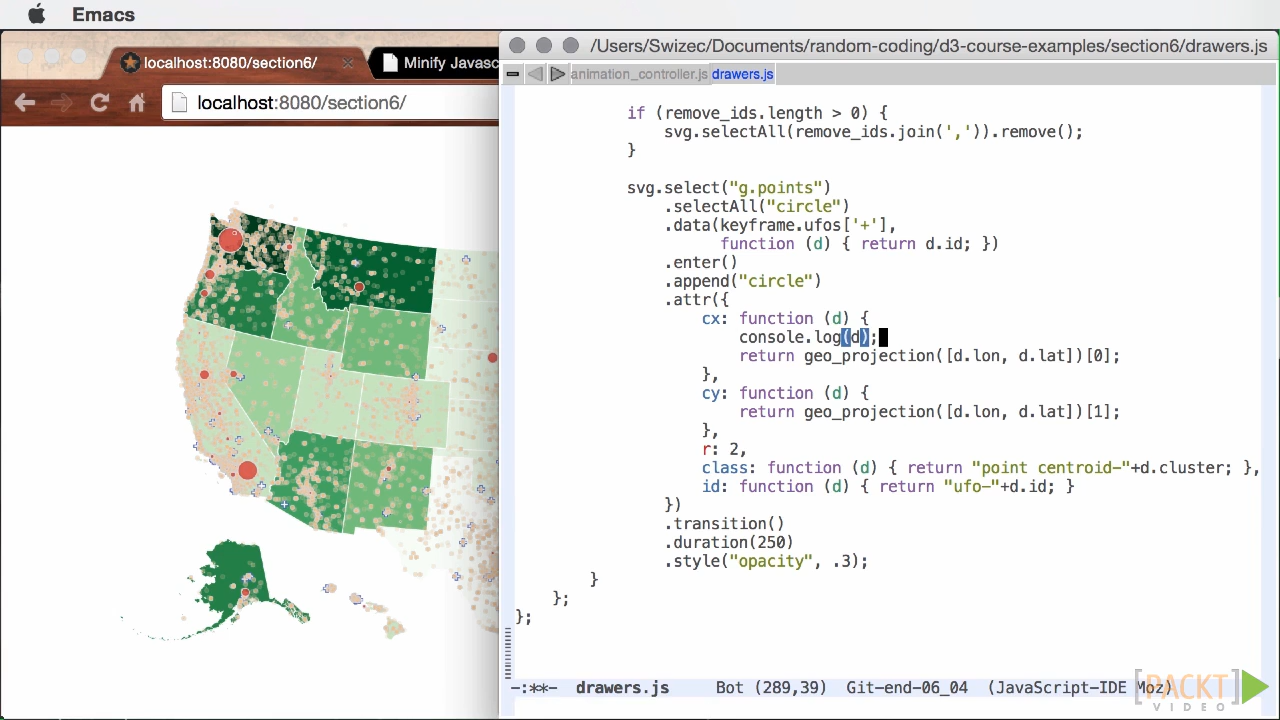 Emacs
localhost:8080/section6/
Minify Javasc
localhost:8080/section6/
/Users/Swizec/Documents/random-coding/d3-course-examples/section6/drawers.js
animation_controller.js drawers.js
if (remove_ids.length > 0) {
svg.selectAll(remove_ids.join(',')).remove();
}
svg.select("g.points")
.selectAll("circle")
.data(keyframe.ufos['+'],
function (d) { return d.id; })
.enter()
.append("circle")
.attr({
cx: function (d) {
console.log(d);
return geo_projection([d.lon, d.lat])[0];
},
cy: function (d) {
return geo_projection([d.lon, d.lat])[1];
},
r: 2,
class: function (d) { return "point centroid-"+d.cluster; },
id: function (d) { return "ufo-"+d.id; }
})
.transition()
.duration(250)
.style("opacity", .3);
}
};
};
-:**- drawers.js Bot (289,39) Git-end-06_04 (JavaScript-IDE Moz)
[PACKT]
VIDEO